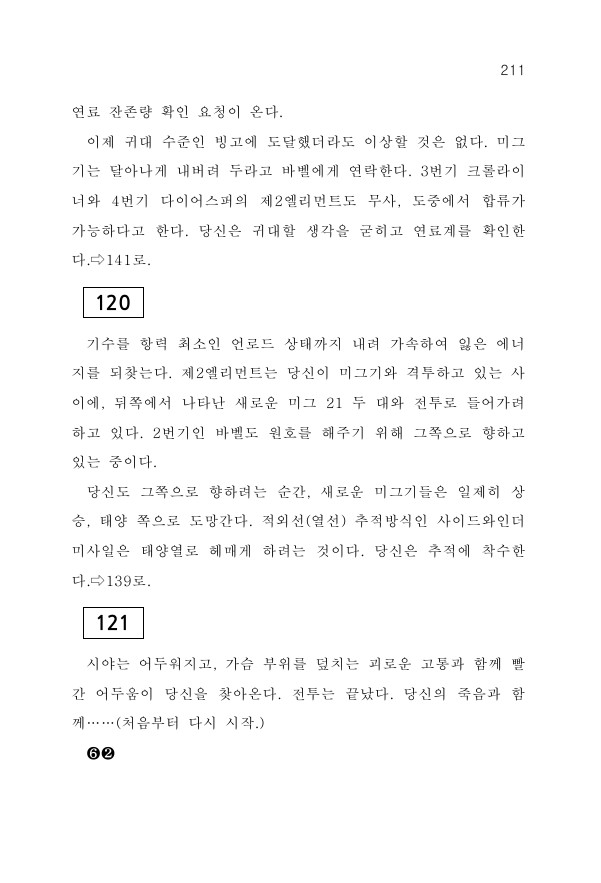 211
연료 잔존량 확인 요청이 온다.
이제 귀대 수준인 빙고에 도달했더라도 이상할 것은 없다. 미그
기는 달아나게 내버려 두라고 바벨에게 연락한다. 3번기 크롤라이
너와 4번기 다이어스퍼의 제2엘리먼트도 무사, 도중에서 합류가
가능하다고 한다. 당신은 귀대할 생각을 굳히고 연료계를 확인한
다.⇨141로.
120
기수를 항력 최소인 언로드 상태까지 내려 가속하여 잃은 에너
지를 되찾는다. 제2엘리먼트는 당신이 미그기와 격투하고 있는 사
이에, 뒤쪽에서 나타난 새로운 미그 21 두 대와 전투로 들어가려
하고 있다. 2번기인 바벨도 원호를 해주기 위해 그쪽으로 향하고
있는 중이다.
당신도 그쪽으로 향하려는 순간, 새로운 미그기들은 일제히 상
승, 태양 쪽으로 도망간다. 적외선(열선) 추적방식인 사이드와인더
미사일은 태양열로 헤매게 하려는 것이다. 당신은 추적에 착수한
다.⇨139로.
121
시야는 어두워지고, 가슴 부위를 덮치는 괴로운 고통과 함께 빨
간 어두움이 당신을 찾아온다. 전투는 끝났다. 당신의 죽음과 함
께……(처음부터 다시 시작.)
❻❷